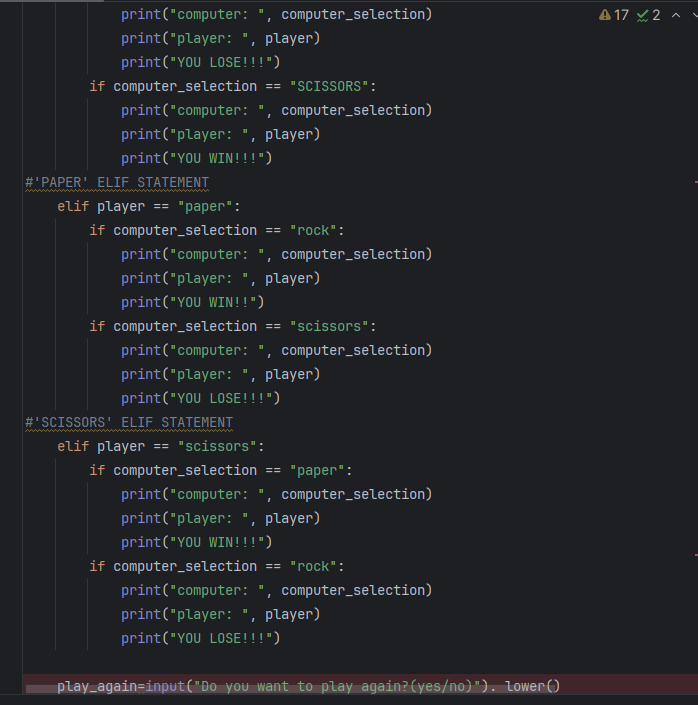 17 2
print("computer: ", computer_selection)
print("player: ", player)
print("YOU LOSE!!!")
if computer_selection == "SCISSORS":
print("computer: ", computer_selection)
print("player: ", player)
print("YOU WIN!!!")
#'PAPER' ELIF STATEMENT
elif player == "paper":
if computer_selection == "rock":
print("computer: ", computer_selection)
print("player: ", player)
print("YOU WIN!!")
if computer_selection == "scissors":
print("computer: ", computer_selection)
print("player: ", player)
print("YOU LOSE!!!")
#'SCISSORS' ELIF STATEMENT
elif player == "scissors":
if computer_selection == "paper":
print("computer: ", computer_selection)
print("player: ", player)
print("YOU WIN!!!")
if computer_selection == "rock":
print("computer: ", computer_selection)
print("player: ", player)
print("YOU LOSE!!!")
play_again=input("Do you want to play again?(yes/no)"). lower()